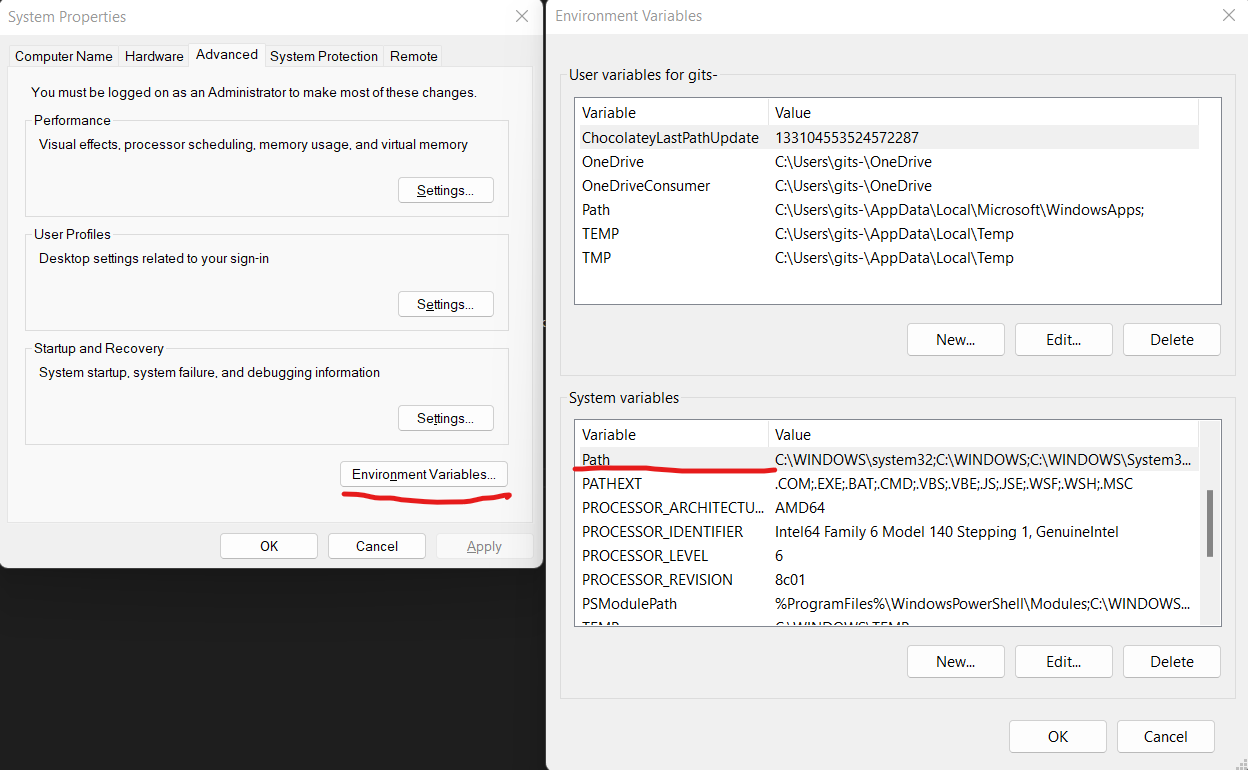 System Properties
Computer Name
Hardware
Advanced
System Protection
Remote
You must be logged on as an Administrator to make most of these changes.
Performance
Visual effects, processor scheduling, memory usage, and virtual memory
Settings...
User Profiles
Desktop settings related to your sign-in
Settings...
Startup and Recovery
System startup, system failure, and debugging information
Settings...
Environment Variables...
OK
Cancel
Apply
Environment Variables
User variables for gits-
Variable Value
ChocolateyLastPathUpdate 133104553524572287
OneDrive C:\Users\gits-\OneDrive
OneDriveConsumer C:\Users\gits-\OneDrive
Path C:\Users\gits-\AppData\Local\Microsoft\WindowsApps;
TEMP C:\Users\gits-\AppData\Local\Temp
TMP C:\Users\gits-\AppData\Local\Temp
New...
Edit...
Delete
System variables
Variable Value
Path C:\WINDOWS\system32;C:\WINDOWS;C:\WINDOWS\System3...
PATHEXT .COM;.EXE;.BAT;.CMD;.VBS;.VBE;.JS;.JSE;.WSF;.WSH;.MSC
PROCESSOR_ARCHITECTU... AMD64
PROCESSOR_IDENTIFIER Intel64 Family 6 Model 140 Stepping 1, GenuineIntel
PROCESSOR_LEVEL 6
PROCESSOR_REVISION 8c01
PSModulePath %ProgramFiles%\WindowsPowerShell\Modules;C:\WINDOWS...
TEMP C:\WINDOWS\TEMP
New...
Edit...
Delete
OK
Cancel